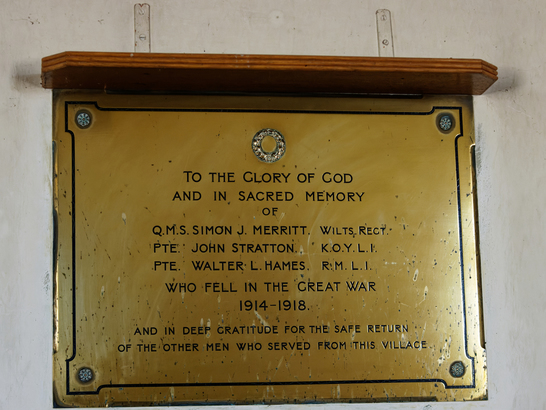 TO THE GLORY OF GOD
AND IN SACRED MEMORY
OF
Q.M.S. SIMON J. MERRITT. WILTS. RECT.
PTE. JOHN STRATTON. K.O.Y.L.I.
PTE. WALTER L. HAMES. R.M.L.I.
WHO FELL IN THE GREAT WAR
1914-1918.
AND IN DEEP GRATITUDE FOR THE SAFE RETURN
OF THE OTHER MEN WHO SERVED FROM THIS VILLAGE